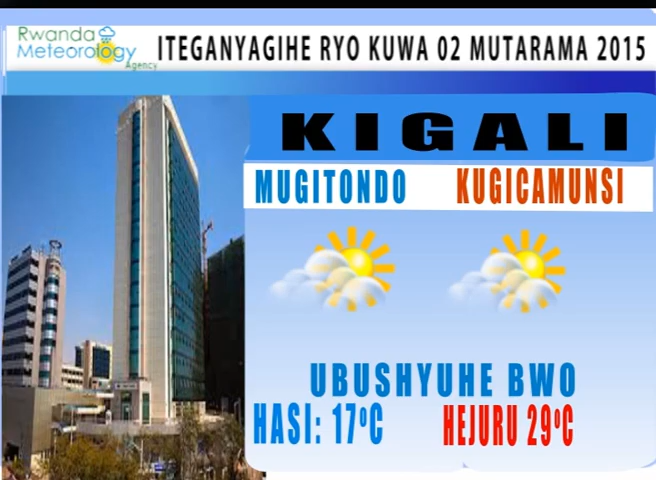 Rwanda
Meteorology
Agency
ITEGANYAGIHE RYO KUWA 02 MUTARAMA 2015
KIGALI
MUGITONDO KUGICAMUNSI
UBUSHYUHE BWO
HASI: 17ºC HEJURU 29ºC